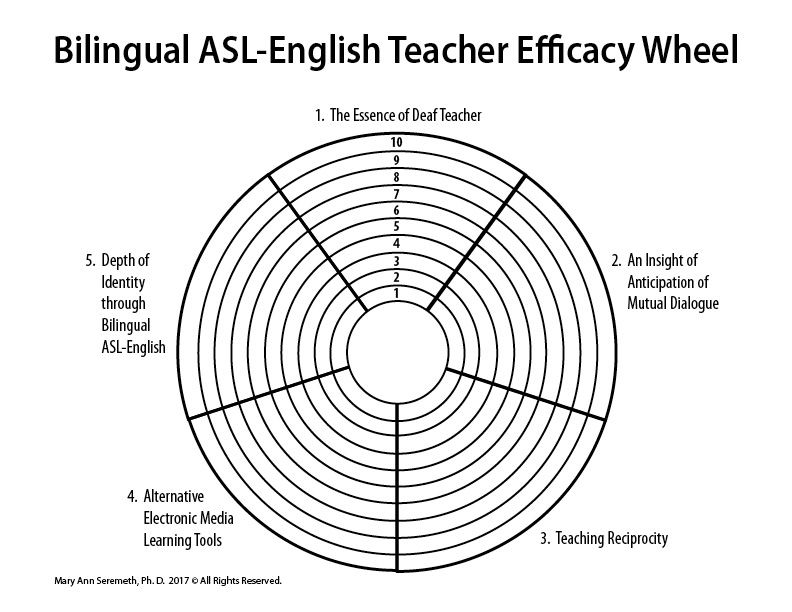 Bilingual ASL-English Teacher Efficacy Wheel
1. The Essence of Deaf Teacher
10
9
8
7
6
5
4
3
2
1
2. An Insight of
Anticipation of
Mutual Dialogue
3. Teaching Reciprocity
4. Alternative
Electronic Media
Learning Tools
5. Depth of
Identity
through
Bilingual
ASL-English
Mary Ann Seremeth, Ph. D. 2017 © All Rights Reserved.